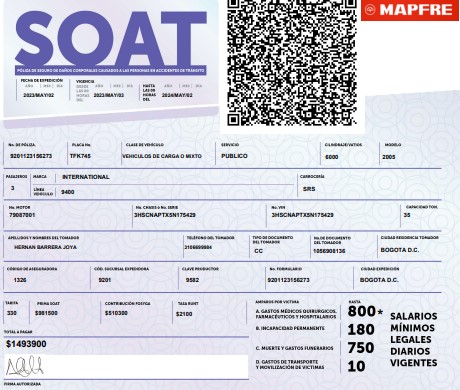 SOAT
MAPFRE
PÓLIZA DE SEGURO DE DAÑOS CORPORALES CAUSADOS A LAS PERSONAS EN ACCIDENTES DE TRÁNSITO
FECHA DE EXPEDICIÓN
AÑO MES DÍA
2023/MAY/02
VIGENCIA
DESDE LAS 00 HORAS DEL
AÑO MES DÍA
2023/MAY/03
HASTA LAS 59 HORAS DEL
AÑO MES DÍA
2024/MAY/02
No. DE PÓLIZA PLACA No. CLASE DE VEHÍCULO SERVICIO CILINDRAJE/VATIOS MODELO
9201123156273 TFK745 VEHICULOS DE CARGA O MIXTO PUBLICO 6000 2005
PASAJEROS MARCA INTERNATIONAL CARROCERÍA
3 LÍNEA VEHÍCULO 9400 SRS
No. MOTOR No. CHASIS o No. SERIE No. VIN CAPACIDAD TON.
79087001 3HSCNAPTX5N175429 3HSCNAPTX5N175429 35
APELLIDOS Y NOMBRES DEL TOMADOR TELÉFONO DEL TOMADOR TIPO DE DOCUMENTO DEL TOMADOR No. DE DOCUMENTO DEL TOMADOR CIUDAD RESIDENCIA TOMADOR
HERNAN BARRERA JOYA CC 1056908136 BOGOTA D.C.
CÓDIGO DE ASEGURADORA CÓD. SUCURSAL EXPEDIDORA CLAVE PRODUCTOR No. FORMULARIO CIUDAD EXPEDICIÓN
1326 9201 9582 9201123156273 BOGOTA D.C.
TARIFA PRIMA SOAT CONTRIBUCIÓN FOSYGA TASA RUNT
330 $981500 $510300 $2100
TOTAL A PAGAR
$1493900
FIRMA AUTORIZADA
AMPAROS POR VICTIMA HASTA
A. GASTOS MÉDICOS QUIRURGICOS, FARMACÉUTICOS Y HOSPITALARIOS 800*
B. INCAPACIDAD PERMANENTE 180
C. MUERTE Y GASTOS FUNERARIOS 750
D. GASTOS DE TRANSPORTE Y MOVILIZACIÓN DE VÍCTIMAS 10
SALARIOS
MÍNIMOS
LEGALES
DIARIOS
VIGENTES